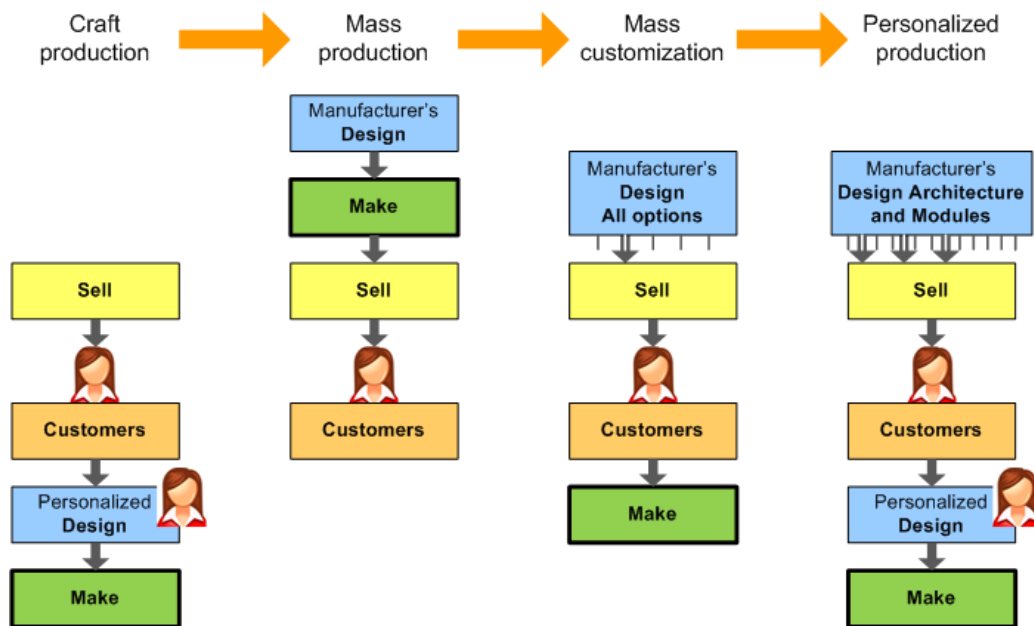 Craft
production
Mass
production
Mass
customization
Personalized
production
Sell
Customers
Personalized
Design
Make
Manufacturer's
Design
Make
Sell
Customers
Manufacturer's
Design
All options
Sell
Customers
Make
Manufacturer's
Design Architecture
and Modules
Sell
Customers
Personalized
Design
Make